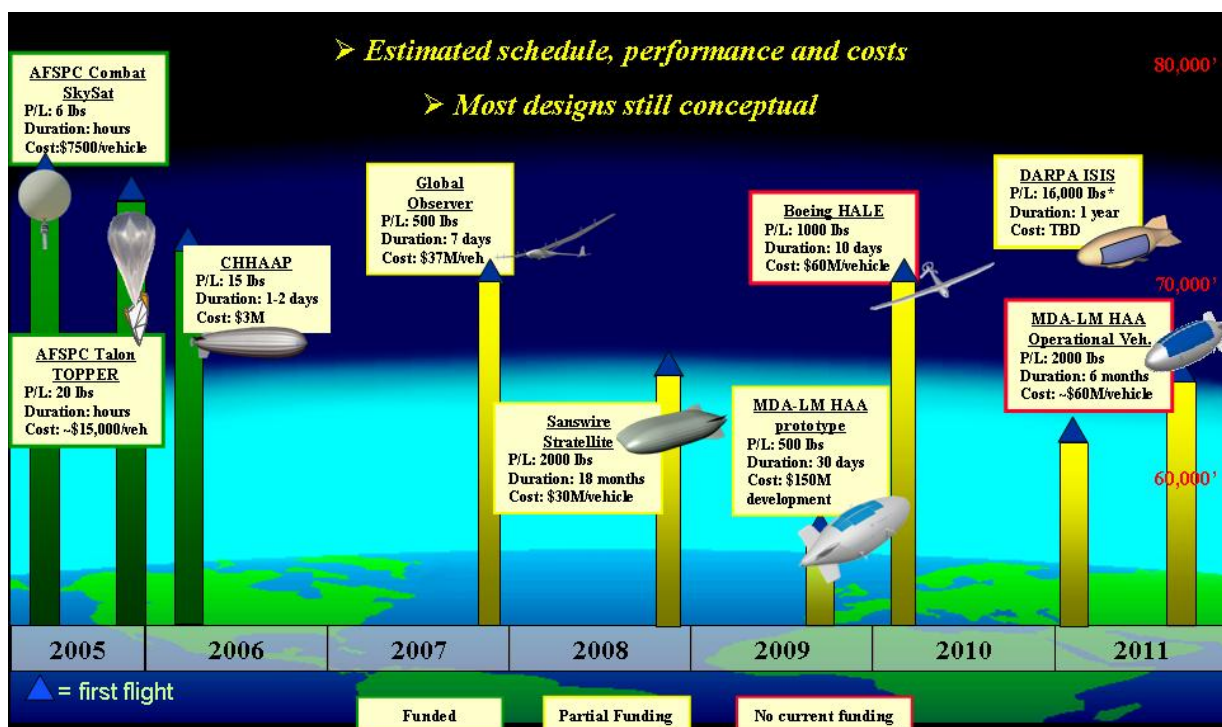 ➢ Estimated schedule, performance and costs
➢ Most designs still conceptual
80,000’
70,000’
60,000’
AFSPC Combat
SkySat
P/L: 6 lbs
Duration: hours
Cost:$7500/vehicle
AFSPC Talon
TOPPER
P/L: 20 lbs
Duration: hours
Cost: ~$15,000/veh
CHHAAP
P/L: 15 lbs
Duration: 1-2 days
Cost: $3M
Global
Observer
P/L: 500 lbs
Duration: 7 days
Cost: $37M/veh
Sanswire
Stratellite
P/L: 2000 lbs
Duration: 18 months
Cost: $30M/vehicle
MDA-LM HAA
prototype
P/L: 500 lbs
Duration: 30 days
Cost: $150M
development
Boeing HALE
P/L: 1000 lbs
Duration: 10 days
Cost: $60M/vehicle
DARPA ISIS
P/L: 16,000 lbs*
Duration: 1 year
Cost: TBD
MDA-LM HAA
Operational Veh.
P/L: 2000 lbs
Duration: 6 months
Cost: ~$60M/vehicle
2005 2006 2007 2008 2009 2010 2011
= first flight
Funded
Partial Funding
No current funding